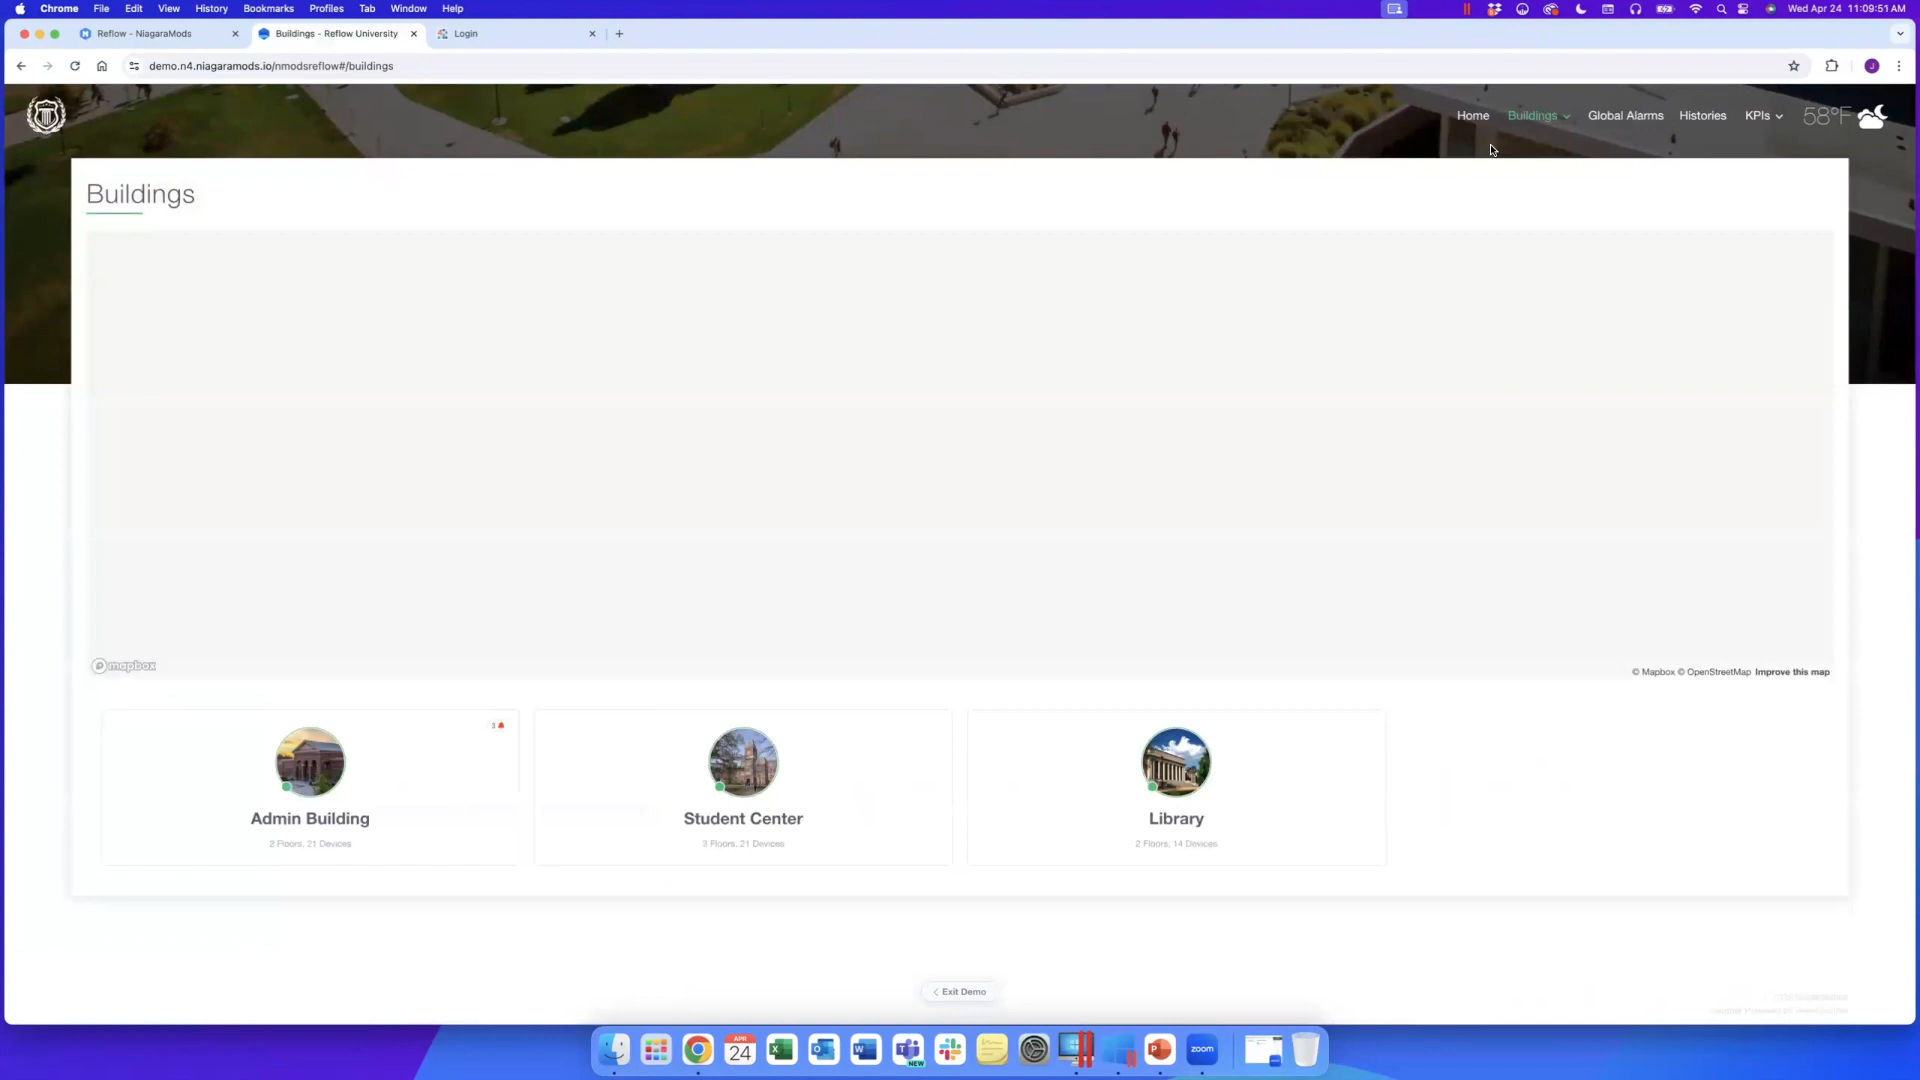 Chrome File Edit View History Bookmarks Profiles Tab Window Help
Wed Apr 24 11:09:51 AM
Reflow - NiagaraMods
Buildings - Reflow University
Login
demo.n4.niagaramods.io/nmodsreflow#/buildings
J
Home Buildings Global Alarms Histories KPIs 58°F
Buildings
mapbox
© Mapbox © OpenStreetMap Improve this map
3
Admin Building
2 Floors, 21 Devices
Student Center
3 Floors, 21 Devices
Library
2 Floors, 14 Devices
Exit Demo
APR
24
NEW
zoom